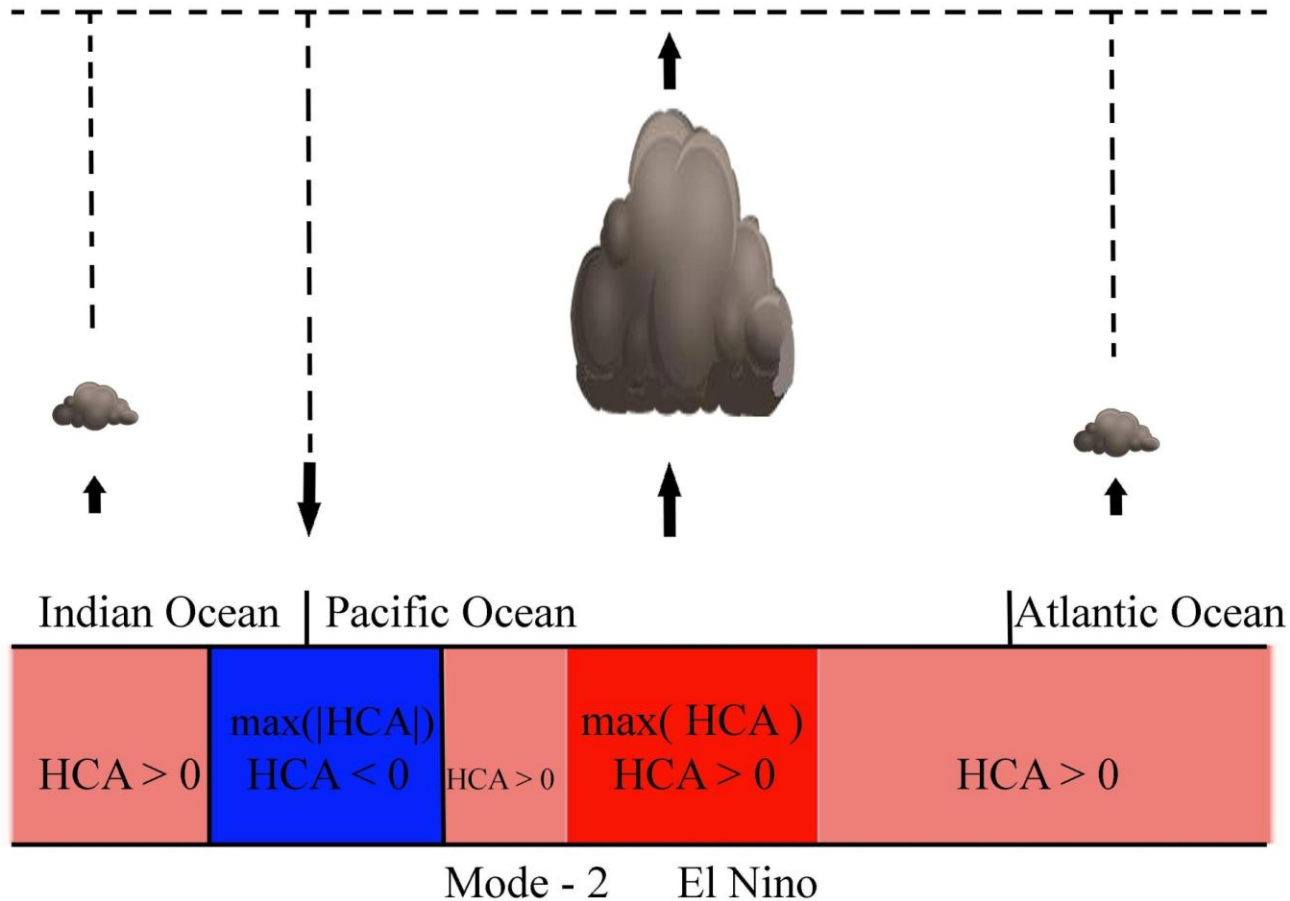 Indian Ocean Pacific Ocean Atlantic Ocean
max(|HCA|) max( HCA )
HCA > 0 HCA < 0 HCA > 0 HCA > 0 HCA > 0
Mode - 2 El Nino